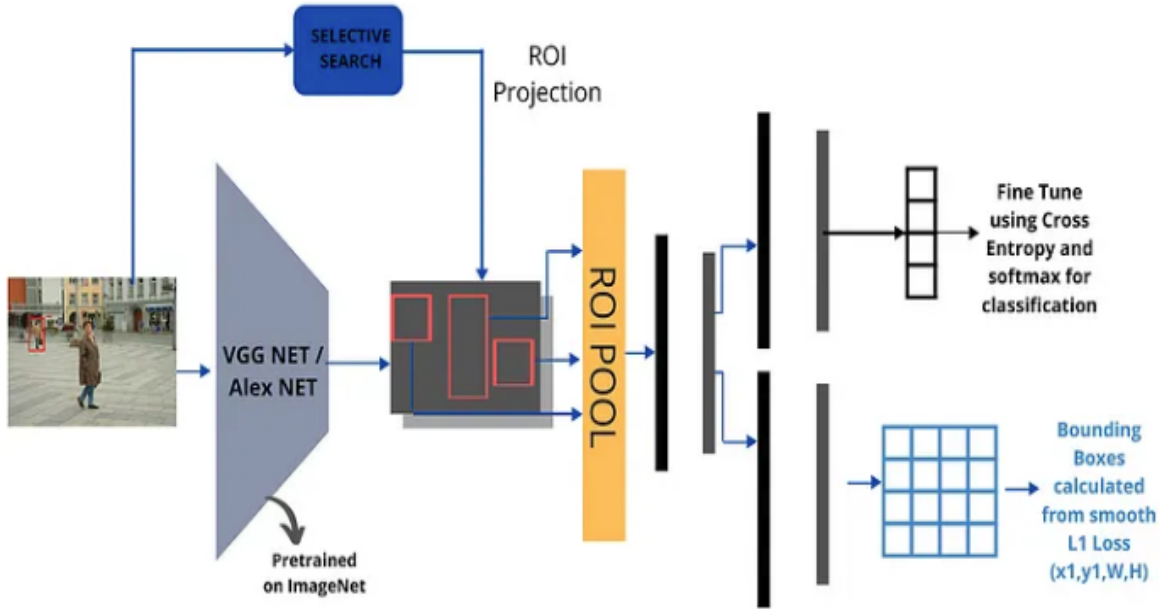 SELECTIVE
SEARCH
ROI
Projection
VGG NET /
Alex NET
Pretrained
on ImageNet
ROI POOL
Fine Tune
using Cross
Entropy and
softmax for
classification
Bounding
Boxes
calculated
from smooth
L1 Loss
(x1,y1,W,H)